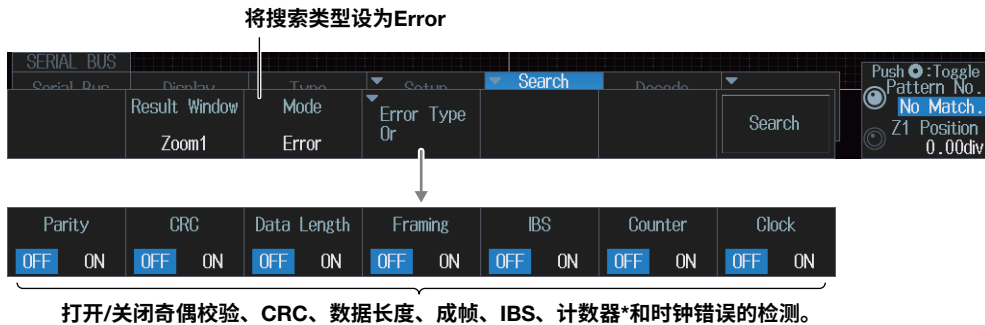 将搜索类型设为Error
SERIAL BUS
Serial Bus Display Type Setup Search Decode
Push :Toggle
Pattern No.
Result Window Mode Error Type
No Match.
Zoom1 Error Or Search
Z1 Position
0.00div
Parity CRC Data Length Framing IBS Counter Clock
OFF ON OFF ON OFF ON OFF ON OFF ON OFF ON OFF ON
打开/关闭奇偶校验、CRC、数据长度、成帧、IBS、计数器*和时钟错误的检测。